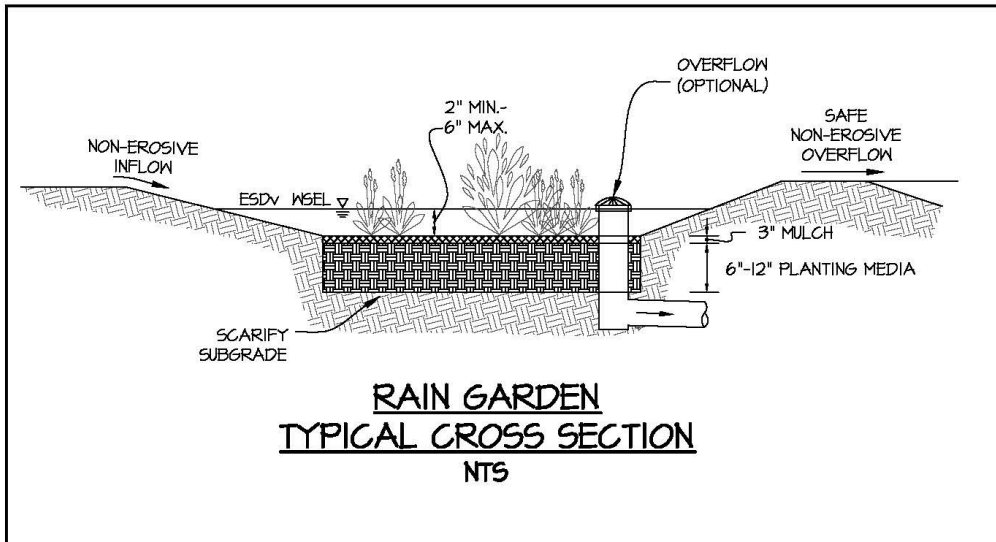 OVERFLOW
(OPTIONAL)
2" MIN.-
6" MAX.
SAFE
NON-EROSIVE
OVERFLOW
NON-EROSIVE
INFLOW
ESDv WSEL
3" MULCH
6"-12" PLANTING MEDIA
SCARIFY
SUBGRADE
RAIN GARDEN
TYPICAL CROSS SECTION
NTS